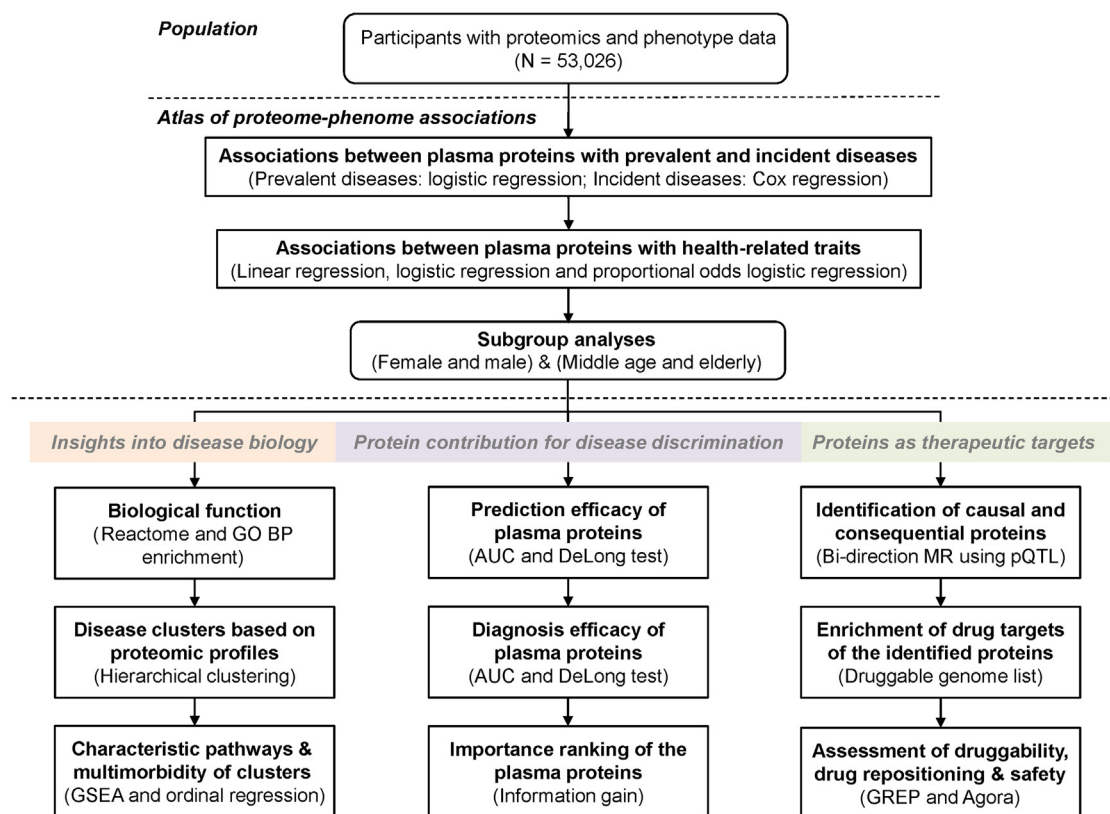 Population
Participants with proteomics and phenotype data
(N = 53,026)
Atlas of proteome-phenome associations
Associations between plasma proteins with prevalent and incident diseases
(Prevalent diseases: logistic regression; Incident diseases: Cox regression)
Associations between plasma proteins with health-related traits
(Linear regression, logistic regression and proportional odds logistic regression)
Subgroup analyses
(Female and male) & (Middle age and elderly)
Insights into disease biology
Biological function
(Reactome and GO BP
enrichment)
Disease clusters based on
proteomic profiles
(Hierarchical clustering)
Characteristic pathways &
multimorbidity of clusters
(GSEA and ordinal regression)
Protein contribution for disease discrimination
Prediction efficacy of
plasma proteins
(AUC and DeLong test)
Diagnosis efficacy of
plasma proteins
(AUC and DeLong test)
Importance ranking of the
plasma proteins
(Information gain)
Proteins as therapeutic targets
Identification of causal and
consequential proteins
(Bi-direction MR using pQTL)
Enrichment of drug targets
of the identified proteins
(Druggable genome list)
Assessment of druggability,
drug repositioning & safety
(GREP and Agora)